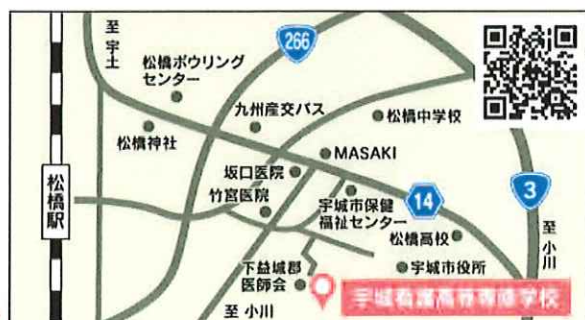 至 宇土
266
松橋ボウリング
センター
九州産交バス
松橋中学校
松橋神社
MASAKI
坂口医院
松橋駅
竹宮医院
宇城市保健
福祉センター
14
3
至 小川
松橋高校
下益城郡
医師会
宇城市役所
宇城看護高等専修学校
至 小川